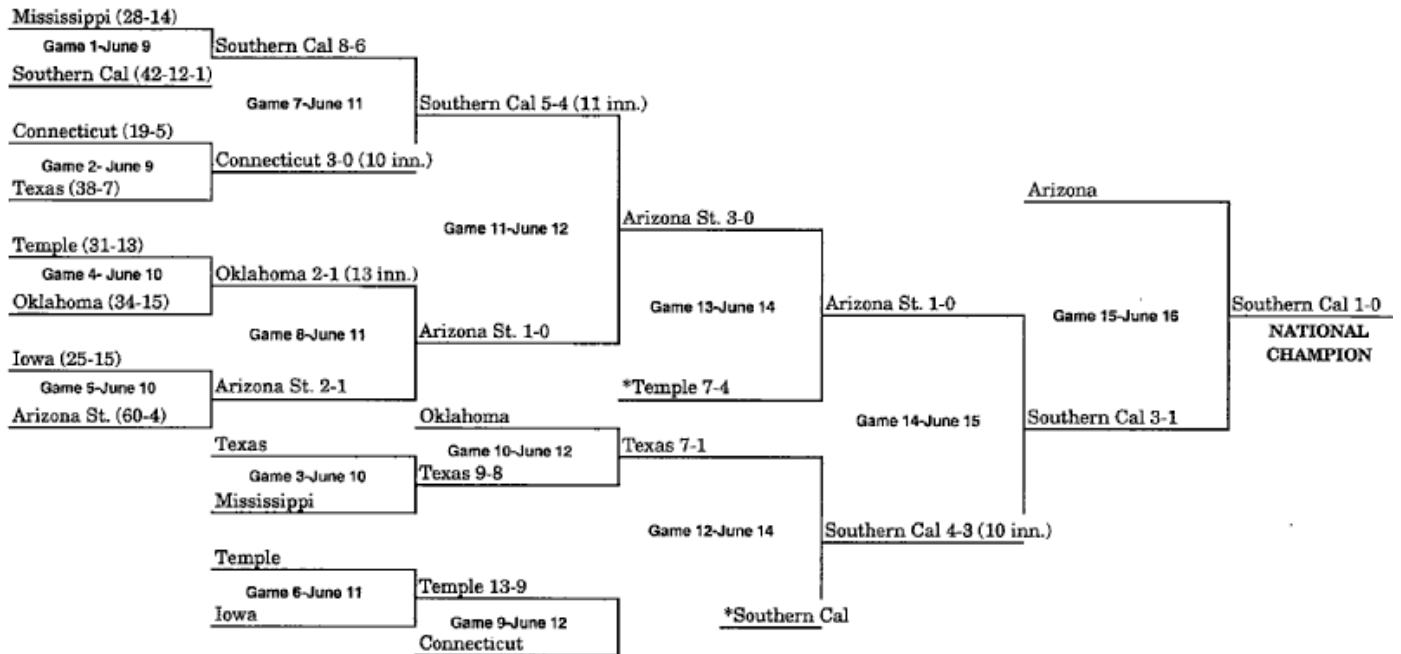 Mississippi (28-14)
Game 1-June 9
Southern Cal 8-6
Southern Cal (42-12-1)
Game 7-June 11
Southern Cal 5-4 (11 inn.)
Connecticut (19-5)
Game 2- June 9
Connecticut 3-0 (10 inn.)
Texas (38-7)
Arizona
Game 11-June 12
Arizona St. 3-0
Temple (31-13)
Game 4- June 10
Oklahoma 2-1 (13 inn.)
Oklahoma (34-15)
Game 13-June 14
Arizona St. 1-0
Game 15-June 16
Southern Cal 1-0
NATIONAL
CHAMPION
Game 8-June 11
Arizona St. 1-0
Iowa (25-15)
Game 5-June 10
Arizona St. 2-1
*Temple 7-4
Arizona St. (60-4)
Oklahoma
Game 14-June 15
Southern Cal 3-1
Texas
Game 10-June 12
Texas 7-1
Game 3-June 10
Texas 9-8
Mississippi
Game 12-June 14
Southern Cal 4-3 (10 inn.)
Temple
Game 6-June 11
Temple 13-9
Iowa
Game 9-June 12
*Southern Cal
Connecticut